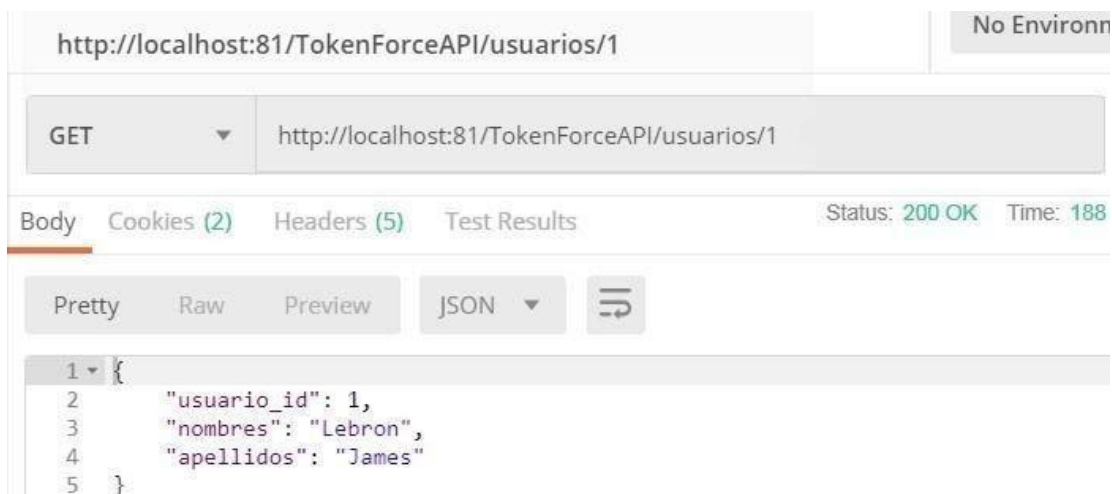 http://localhost:81/TokenForceAPI/usuarios/1
GET http://localhost:81/TokenForceAPI/usuarios/1
Body Cookies (2) Headers (5) Test Results Status: 200 OK Time: 188
Pretty Raw Preview JSON
1 {
2 "usuario_id": 1,
3 "nombres": "Lebron",
4 "apellidos": "James"
5 }